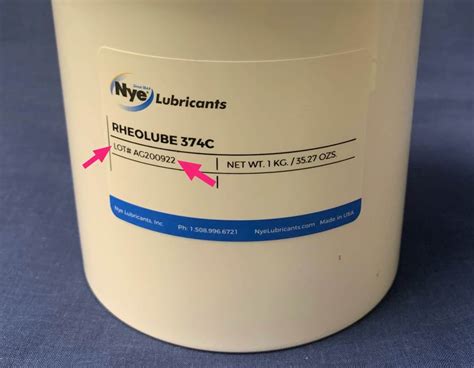 Nye Lubricants
RHEOLUBE 374C
LOT# AG200922
NET WT. 1 KG. / 35.27 OZS.
Nye Lubricants, Inc.
Ph: 1.508.996.6721
NyeLubricants.com
Made in USA